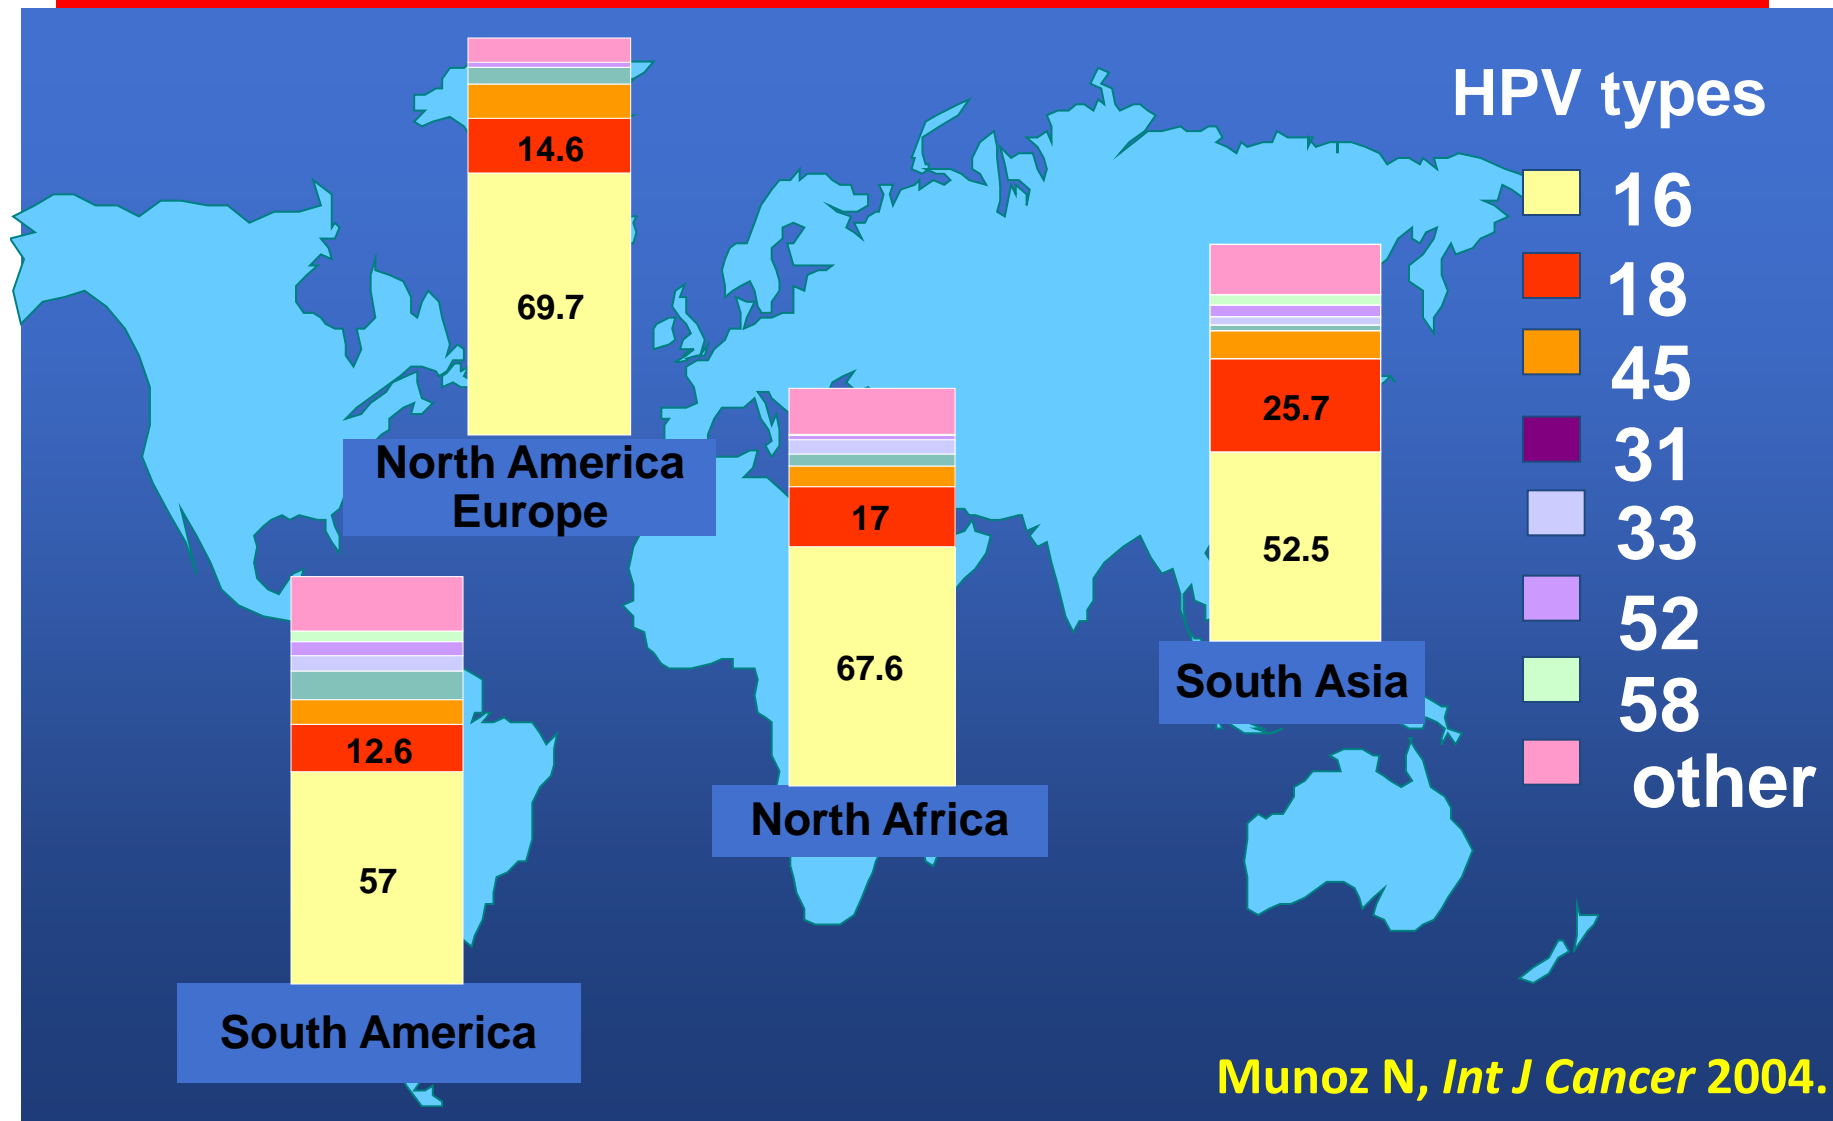 HPV types
16
18
45
31
33
52
58
other
14.6
69.7
North America
Europe
25.7
52.5
South Asia
17
67.6
North Africa
12.6
57
South America
Munoz N, Int J Cancer 2004.